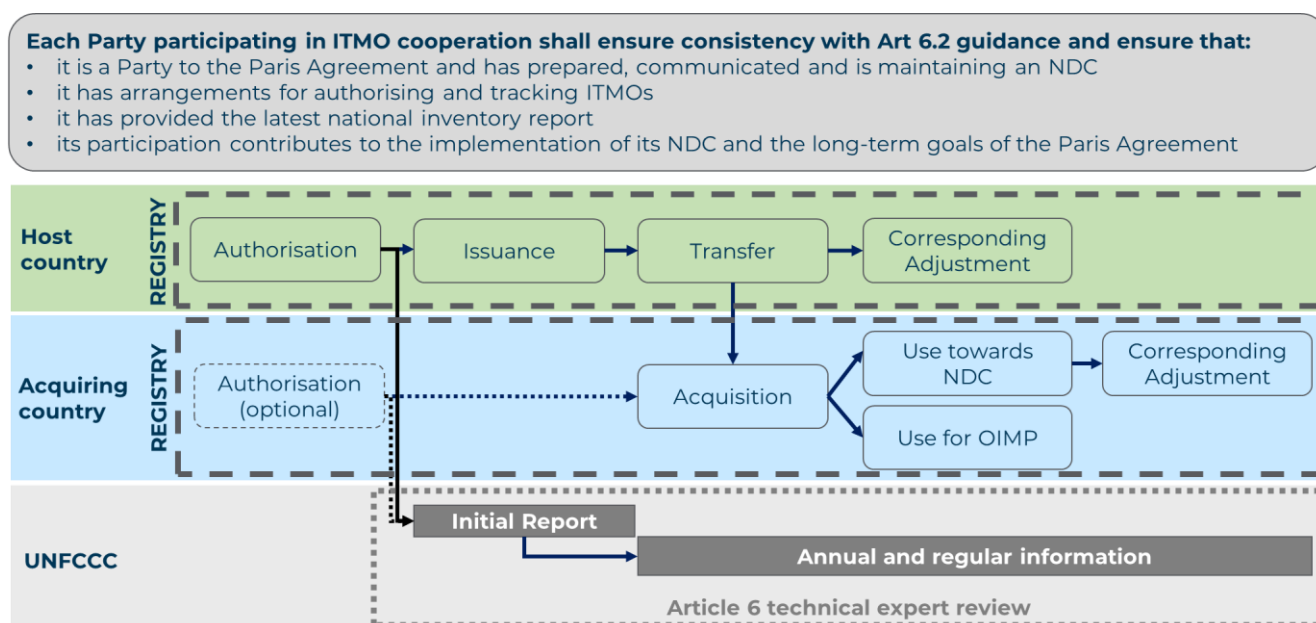 Each Party participating in ITMO cooperation shall ensure consistency with Art 6.2 guidance and ensure that:
• it is a Party to the Paris Agreement and has prepared, communicated and is maintaining an NDC
• it has arrangements for authorising and tracking ITMOs
• it has provided the latest national inventory report
• its participation contributes to the implementation of its NDC and the long-term goals of the Paris Agreement
Host
country
REGISTRY
Authorisation
Issuance
Transfer
Corresponding
Adjustment
Acquiring
country
REGISTRY
Authorisation
(optional)
Acquisition
Use towards
NDC
Corresponding
Adjustment
Use for OIMP
UNFCCC
Initial Report
Annual and regular information
Article 6 technical expert review